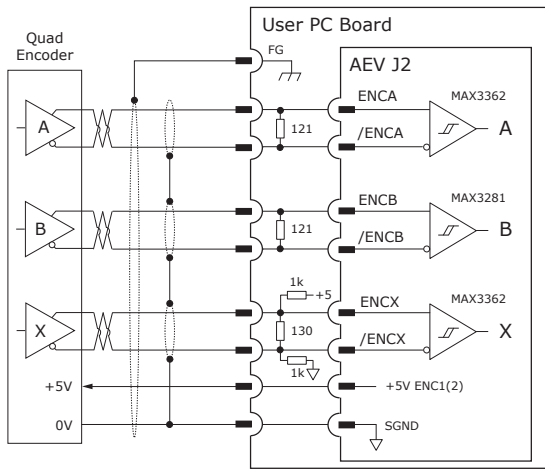 User PC Board
Quad
Encoder
FG
AEV J2
ENCA
MAX3362
A
121
/ENCA
A
ENCB
MAX3281
B
121
/ENCB
B
1k
+5
ENCX
MAX3362
X
130
/ENCX
X
1k
+5V
+5V ENC1(2)
0V
SGND